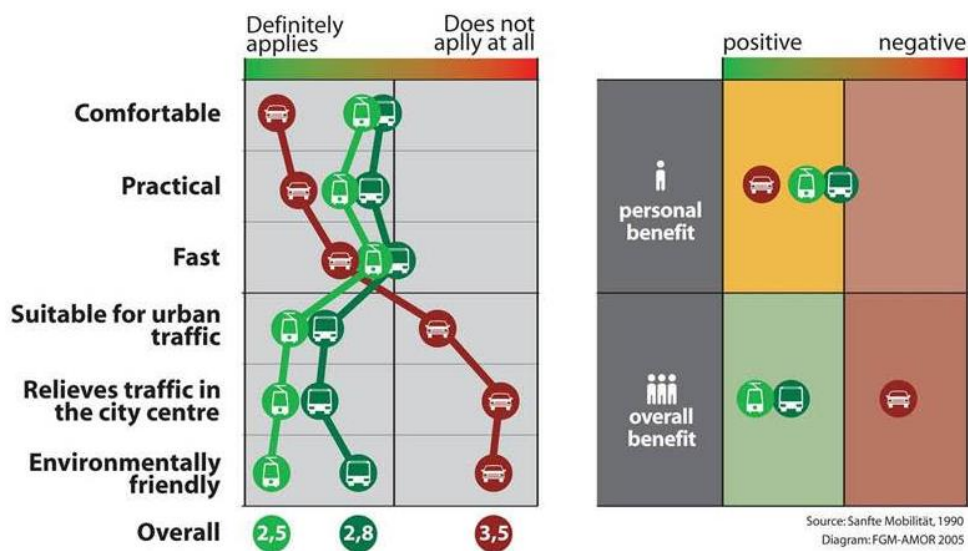 Definitely
applies
Does not
aplly at all
Comfortable
Practical
Fast
Suitable for urban
traffic
Relieves traffic in
the city centre
Environmentally
friendly
Overall
2,5
2,8
3,5
positive
negative
personal
benefit
overall
benefit
Source: Sanfte Mobilität, 1990
Diagram: FGM-AMOR 2005